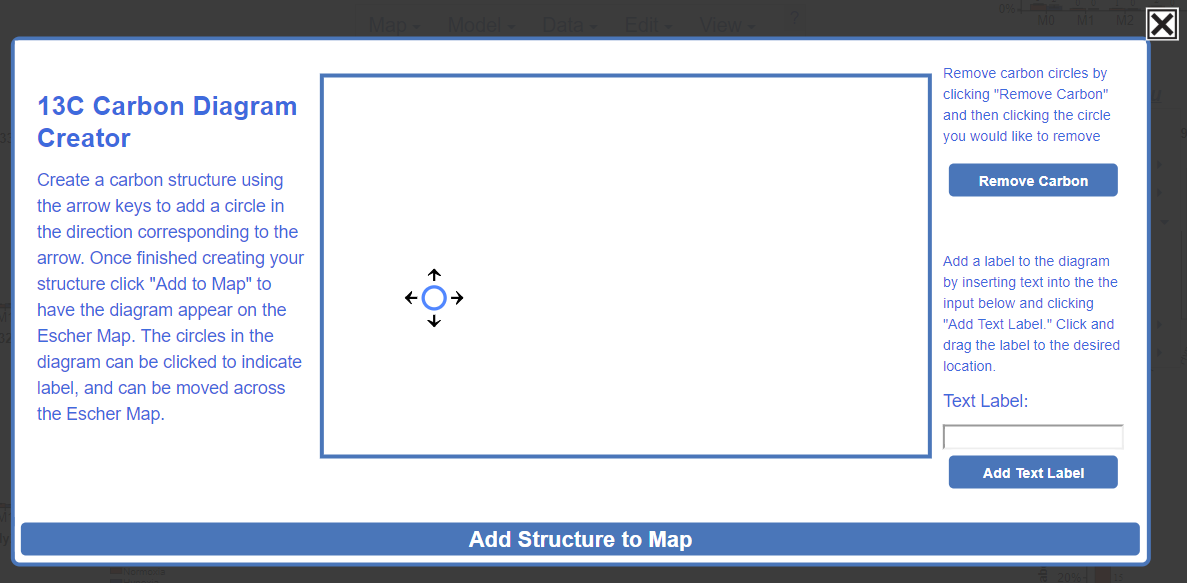 Map
Model
Data
Edit
View
?
0%
M0
M1
M2
13C Carbon Diagram
Creator
Create a carbon structure using
the arrow keys to add a circle in
the direction corresponding to the
arrow. Once finished creating your
structure click "Add to Map" to
have the diagram appear on the
Escher Map. The circles in the
diagram can be clicked to indicate
label, and can be moved across
the Escher Map.
Remove carbon circles by
clicking "Remove Carbon"
and then clicking the circle
you would like to remove
Remove Carbon
Add a label to the diagram
by inserting text into the the
input below and clicking
"Add Text Label." Click and
drag the label to the desired
location.
Text Label:
Add Text Label
Add Structure to Map
20%